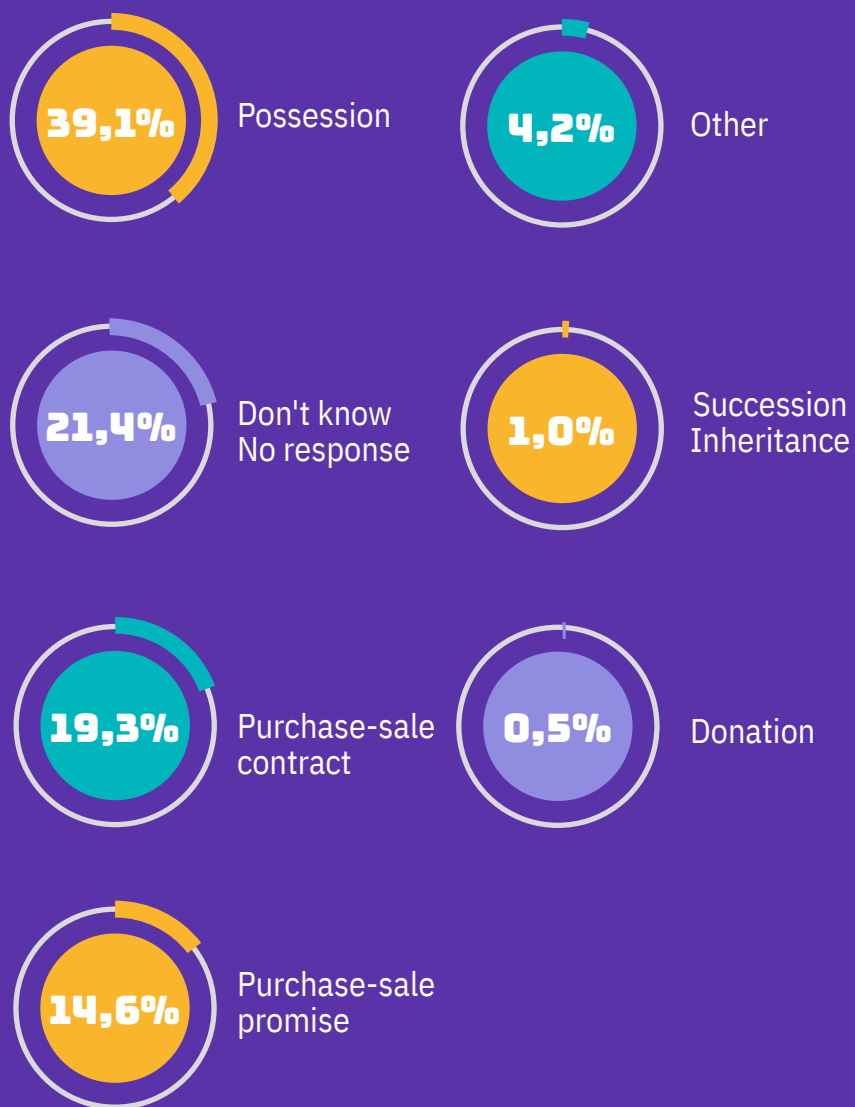 39,1%
Possession
21,4%
Don't know
No response
19,3%
Purchase-sale
contract
14,6%
Purchase-sale
promise
4,2%
Other
1,0%
Succession
Inheritance
0,5%
Donation